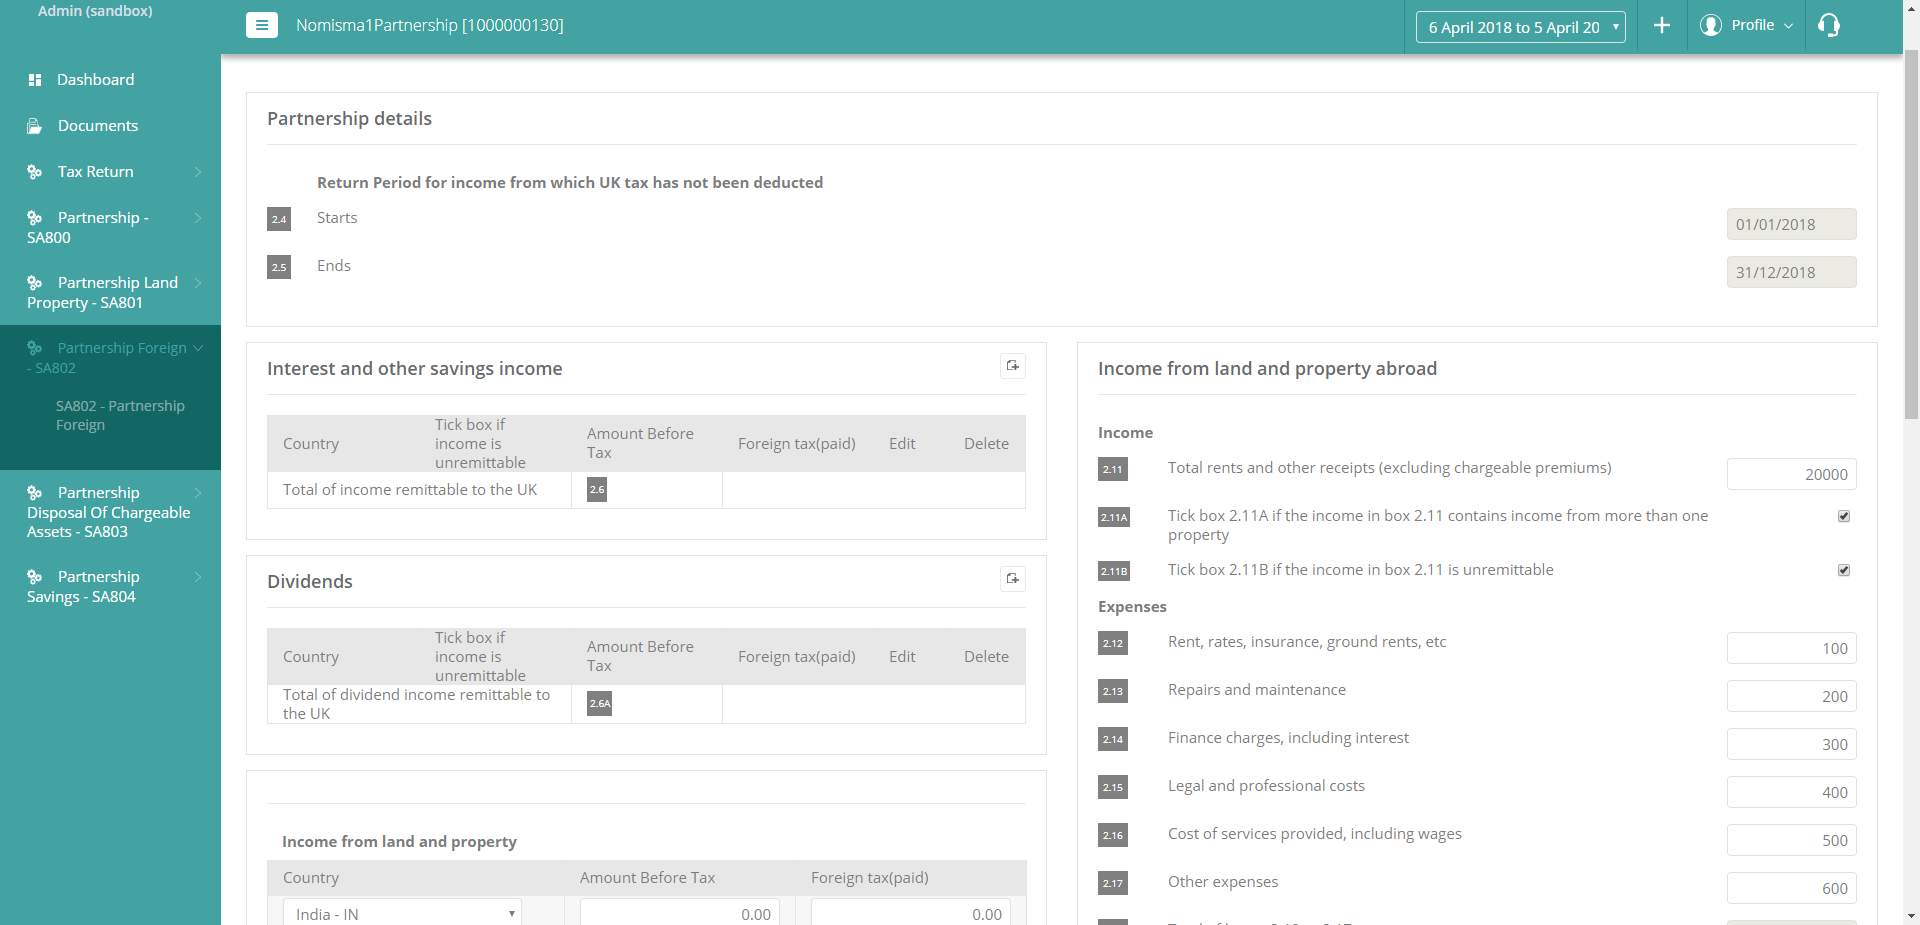 Admin (sandbox)
Nomisma1Partnership [1000000130]
6 April 2018 to 5 April 20
Profile
Dashboard
Documents
Tax Return
Partnership -
SA800
Partnership Land
Property - SA801
Partnership Foreign
- SA802
SA802 - Partnership
Foreign
Partnership
Disposal Of Chargeable
Assets - SA803
Partnership
Savings - SA804
Partnership details
Return Period for income from which UK tax has not been deducted
2.4 Starts 01/01/2018
2.5 Ends 31/12/2018
Interest and other savings income
Country
Tick box if
income is
unremittable
Amount Before
Tax
Foreign tax(paid)
Edit
Delete
Total of income remittable to the UK 2.6
Dividends
Country
Tick box if
income is
unremittable
Amount Before
Tax
Foreign tax(paid)
Edit
Delete
Total of dividend income remittable to
the UK
2.6A
Income from land and property
Country Amount Before Tax Foreign tax(paid)
India - IN 0.00 0.00
Income from land and property abroad
Income
2.11 Total rents and other receipts (excluding chargeable premiums) 20000
2.11A Tick box 2.11A if the income in box 2.11 contains income from more than one
property
2.11B Tick box 2.11B if the income in box 2.11 is unremittable
Expenses
2.12 Rent, rates, insurance, ground rents, etc 100
2.13 Repairs and maintenance 200
2.14 Finance charges, including interest 300
2.15 Legal and professional costs 400
2.16 Cost of services provided, including wages 500
2.17 Other expenses 600